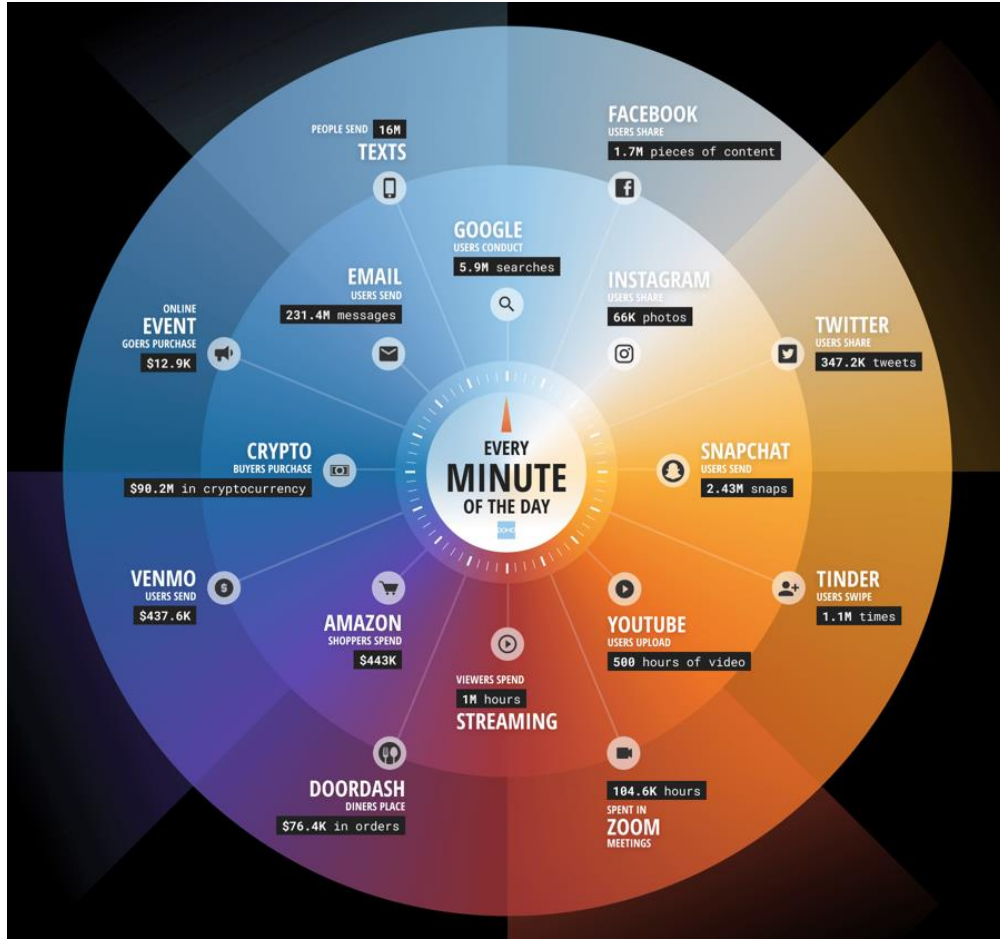 EVERY
MINUTE
OF THE DAY
DOMO
GOOGLE
USERS CONDUCT
5.9M searches
FACEBOOK
USERS SHARE
1.7M pieces of content
INSTAGRAM
USERS SHARE
66K photos
TWITTER
USERS SHARE
347.2K tweets
SNAPCHAT
USERS SEND
2.43M snaps
TINDER
USERS SWIPE
1.1M times
YOUTUBE
USERS UPLOAD
500 hours of video
104.6K hours
SPENT IN
ZOOM
MEETINGS
VIEWERS SPEND
1M hours
STREAMING
DOORDASH
DINERS PLACE
$76.4K in orders
AMAZON
SHOPPERS SPEND
$443K
VENMO
USERS SEND
$437.6K
CRYPTO
BUYERS PURCHASE
$90.2M in cryptocurrency
ONLINE
EVENT
GOERS PURCHASE
$12.9K
EMAIL
USERS SEND
231.4M messages
PEOPLE SEND 16M
TEXTS